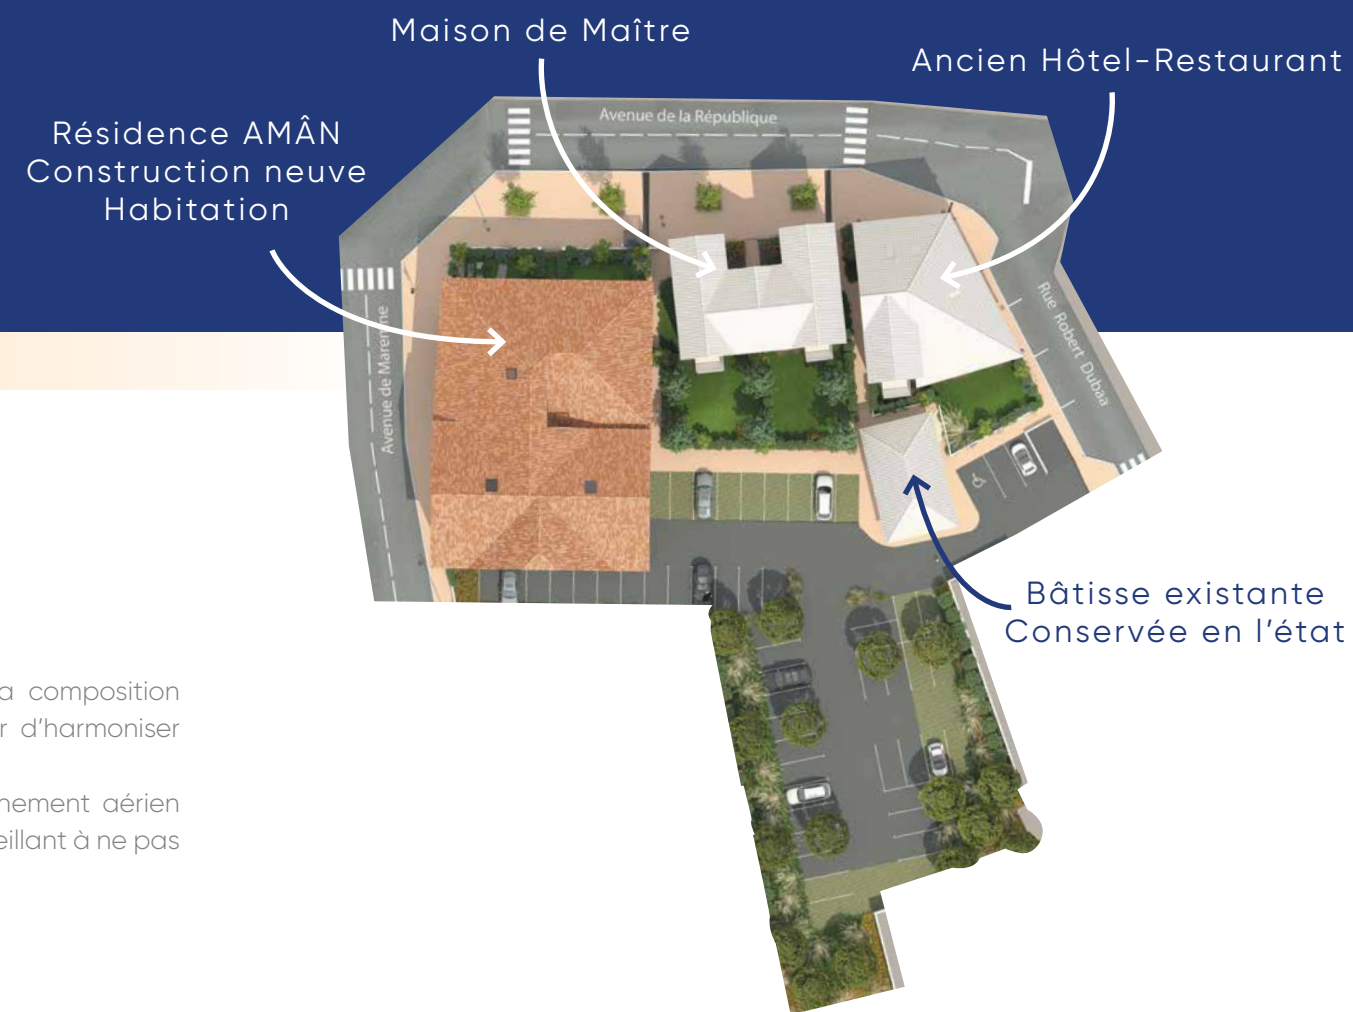 Maison de Maître
Ancien Hôtel-Restaurant
Résidence AMÂN
Construction neuve
Habitation
Avenue de la République
Avenue de Maremne
Rue Robert Dubaa
Bâtisse existante
Conservée en l'état
a composition
r d'harmoniser
nement aérien
eillant à ne pas